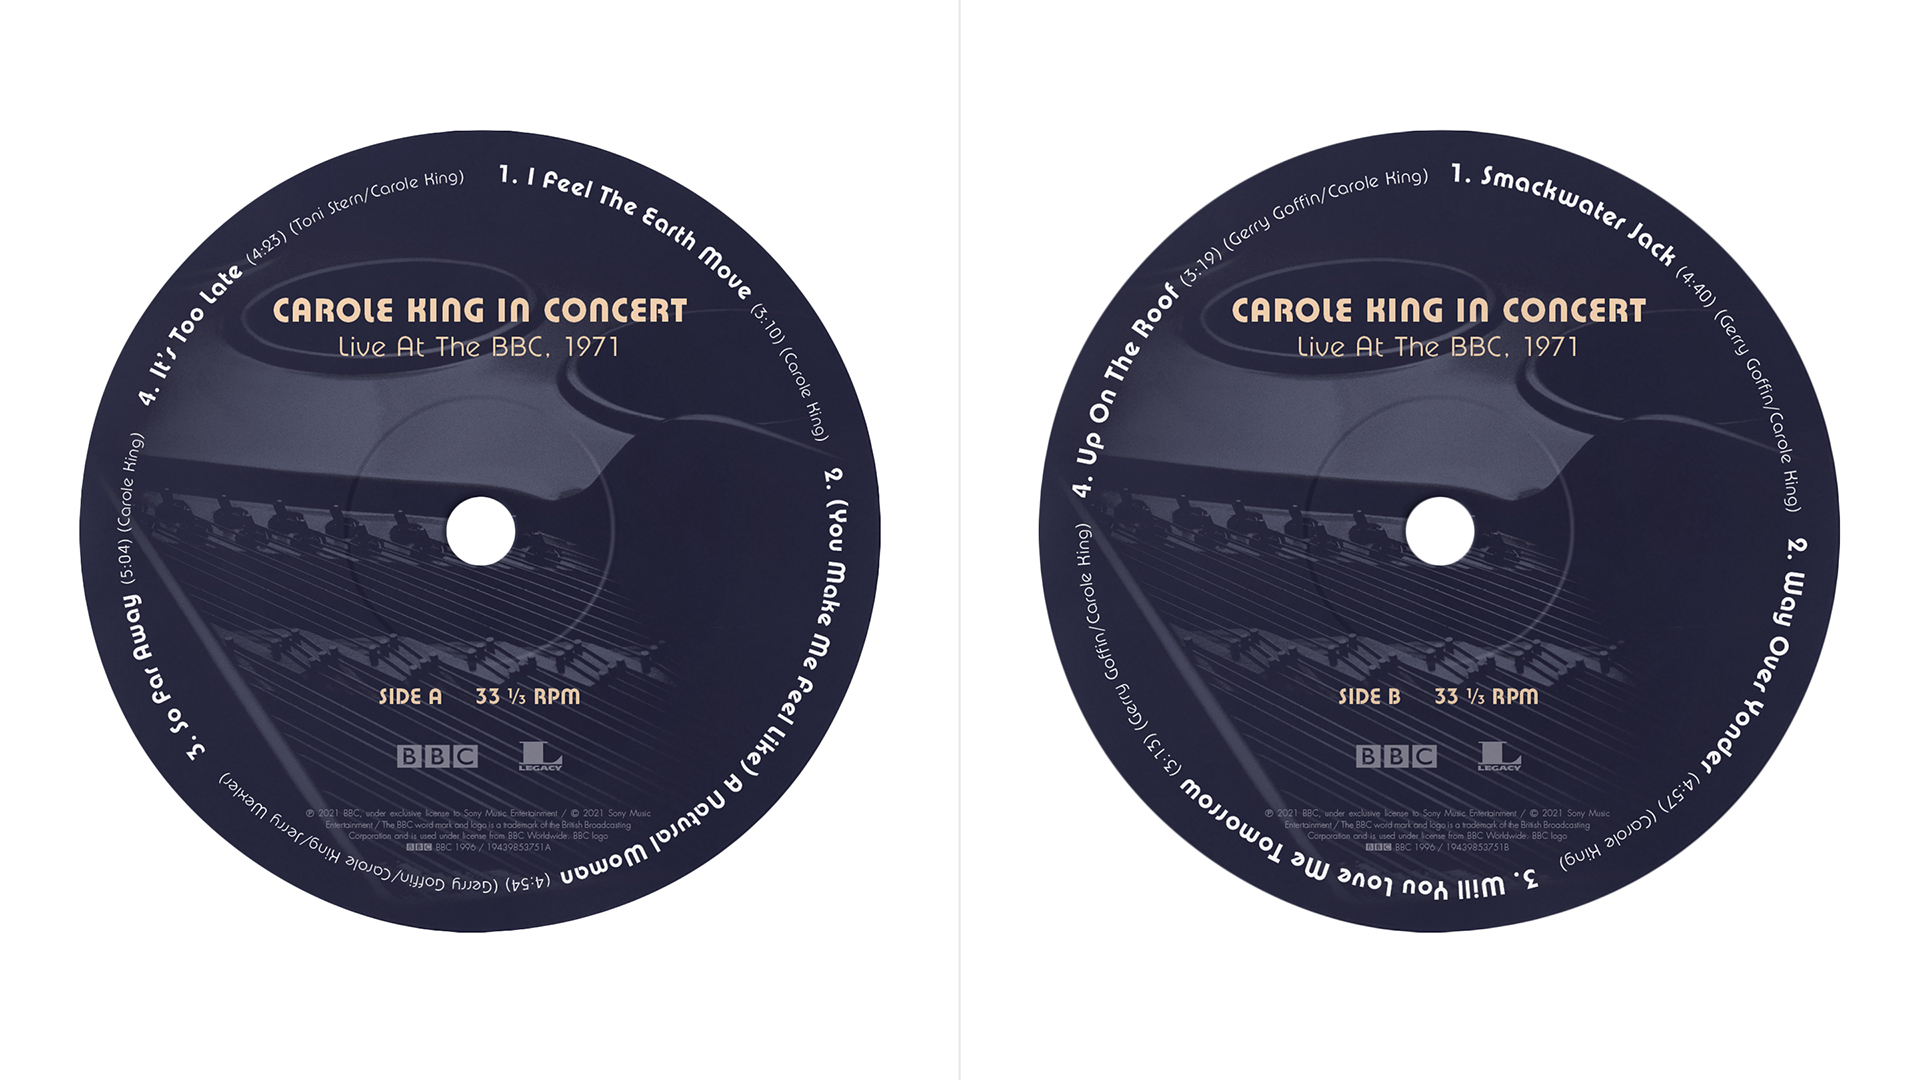 1. I Feel The Earth Move (3:10) (Carole King)
2. (You Make Me Feel Like) A Natural Woman (4:54) (Gerry Goffin/Carole King/Jerry Wexler)
3. So Far Away (5:04) (Carole King)
4. It's Too Late (4:23) (Toni Stern/Carole King)
CAROLE KING IN CONCERT
Live At The BBC, 1971
SIDE A 33 1/3 RPM
BBC L LEGACY
℗ 2021 BBC, under exclusive license to Sony Music Entertainment / © 2021 Sony Music
Entertainment / The BBC word mark and logo is a trademark of the British Broadcasting
Corporation and is used under license from BBC Worldwide. BBC logo
BBC BBC 1996 / 19439853751A
1. Smackwater Jack (4:40) (Gerry Goffin/Carole King)
2. Way Over Yonder (4:57) (Carole King)
3. Will You Love Me Tomorrow (3:13) (Gerry Goffin/Carole King)
4. Up On The Roof (3:19) (Gerry Goffin/Carole King)
CAROLE KING IN CONCERT
Live At The BBC, 1971
SIDE B 33 1/3 RPM
BBC L LEGACY
℗ 2021 BBC, under exclusive license to Sony Music Entertainment / © 2021 Sony Music
Entertainment / The BBC word mark and logo is a trademark of the British Broadcasting
Corporation and is used under license from BBC Worldwide. BBC logo
BBC BBC 1996 / 19439853751B